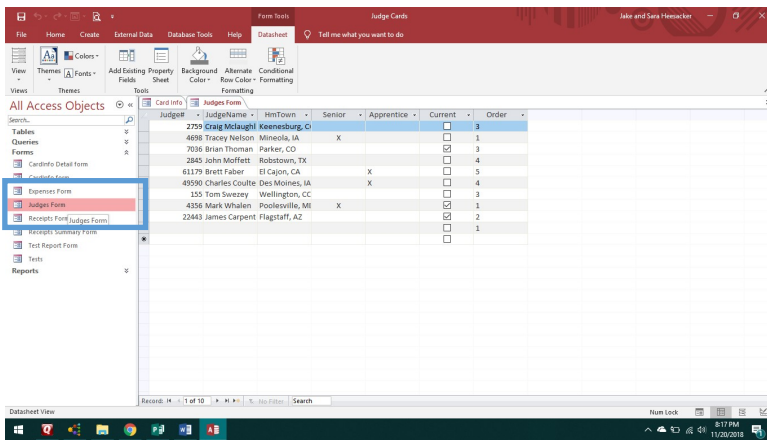 Form Tools Judge Cards Jake and Sara Heesacker
File Home Create External Data Database Tools Help Datasheet Tell me what you want to do
View Themes Colors Fonts Add Existing Fields Property Sheet Background Color Alternate Row Color Conditional Formatting
Views Themes Tools Formatting
All Access Objects
Search...
Tables
Queries
Forms
CardInfo Detail form
CardInfo form
Expenses Form
Judges Form
Receipts Form
Judges Form
Receipts Summary Form
Test Report Form
Tests
Reports
Card Info Judges Form
Judge# JudgeName HmTown Senior Apprentice Current Order
2759 Craig Mclaughl Keenesburg, C 3
4698 Tracey Nelson Mineola, IA X 1
7036 Brian Thoman Parker, CO 3
2845 John Moffett Robstown, TX 4
61179 Brett Faber El Cajon, CA X 5
49590 Charles Coulte Des Moines, IA X 4
155 Tom Swezey Wellington, CC 3
4356 Mark Whalen Poolesville, MI X 1
22443 James Carpent Flagstaff, AZ 2
1
Record: 1 of 10 No Filter Search
Datasheet View Num Lock
8:17 PM
11/20/2018